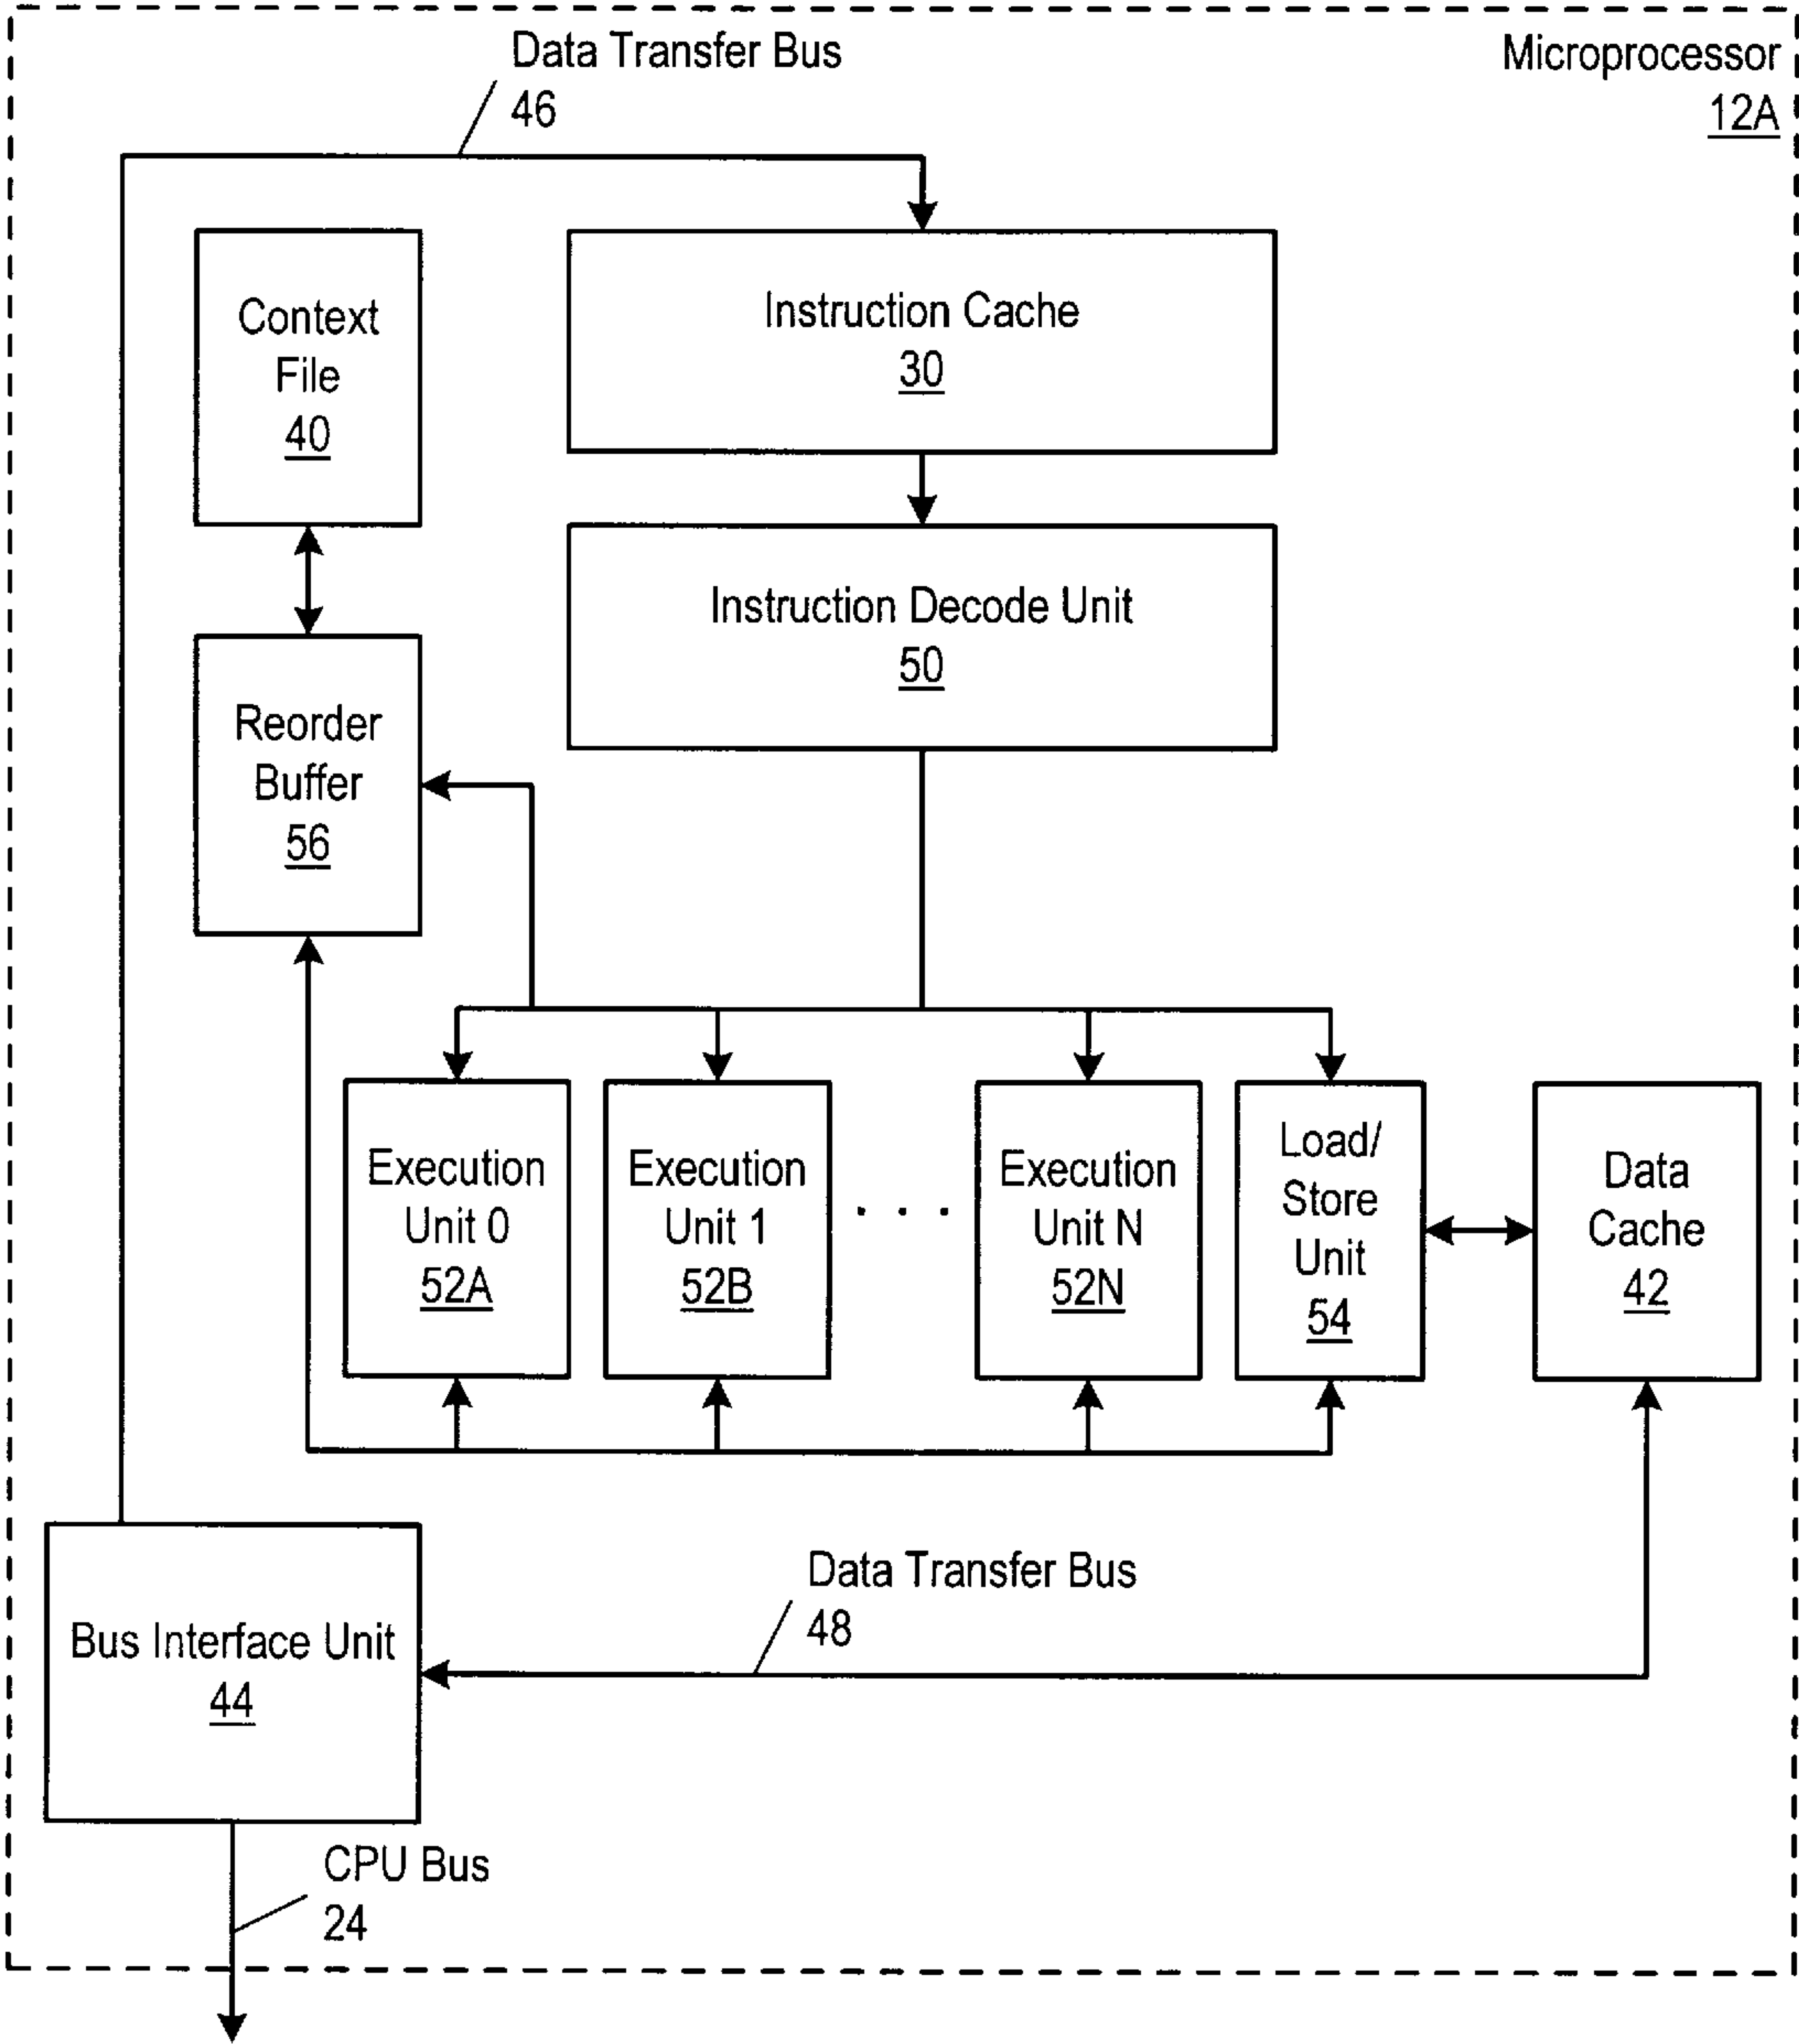 Data Transfer Bus
46
Microprocessor
12A
Context
File
40
Instruction Cache
30
Instruction Decode Unit
50
Reorder
Buffer
56
Execution
Unit 0
52A
Execution
Unit 1
52B
. . .
Execution
Unit N
52N
Load/
Store
Unit
54
Data
Cache
42
Data Transfer Bus
48
Bus Interface Unit
44
CPU Bus
24